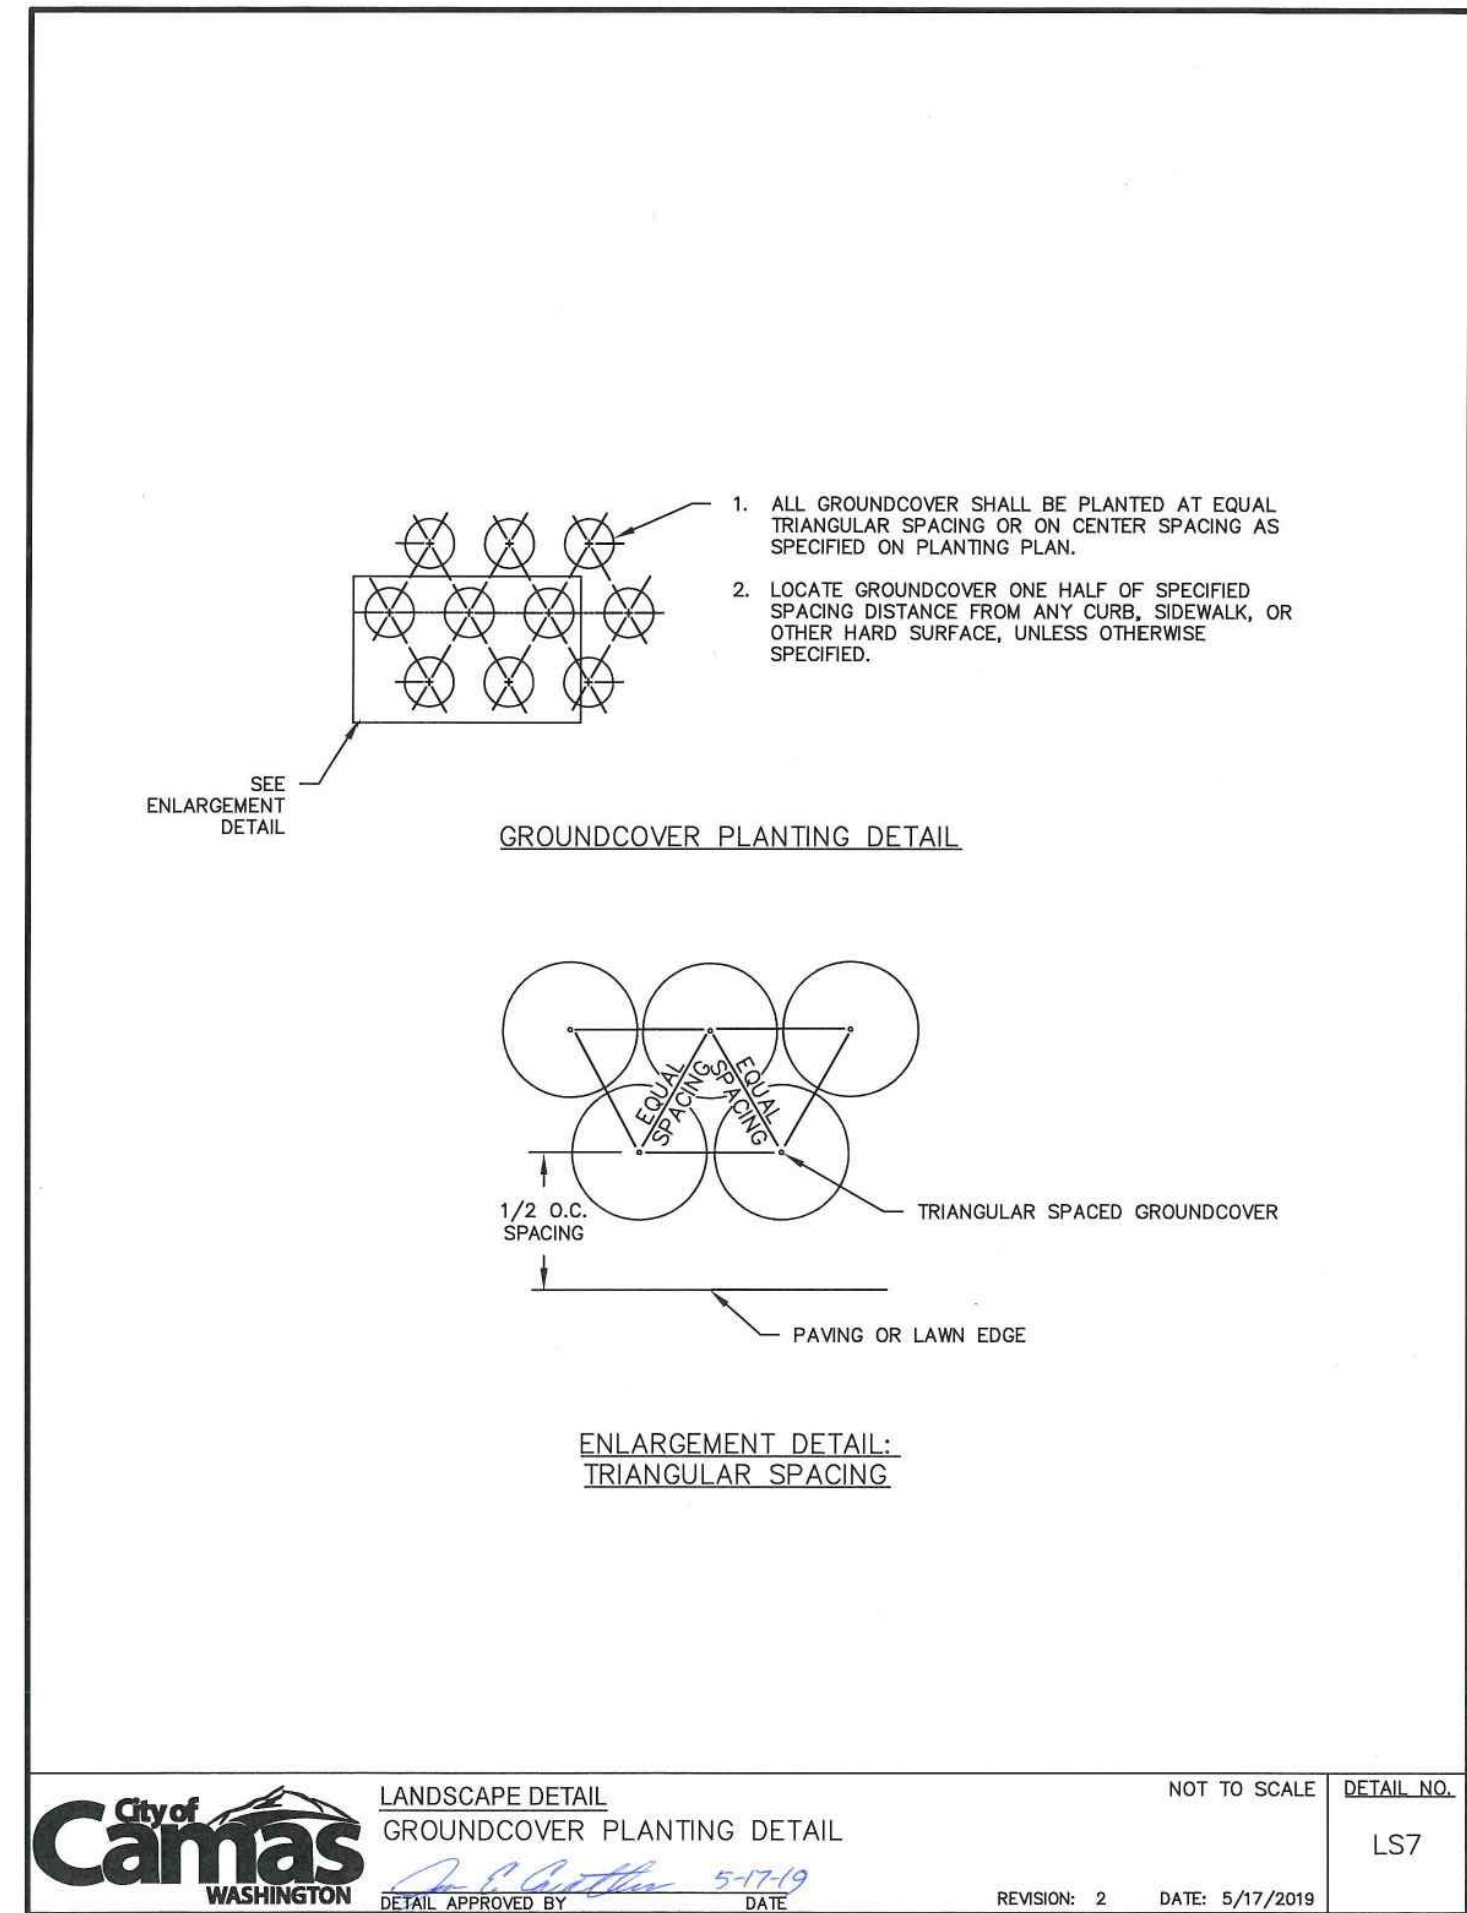 1. ALL GROUNDCOVER SHALL BE PLANTED AT EQUAL
TRIANGULAR SPACING OR ON CENTER SPACING AS
SPECIFIED ON PLANTING PLAN.
2. LOCATE GROUNDCOVER ONE HALF OF SPECIFIED
SPACING DISTANCE FROM ANY CURB, SIDEWALK, OR
OTHER HARD SURFACE, UNLESS OTHERWISE
SPECIFIED.
SEE
ENLARGEMENT
DETAIL
GROUNDCOVER PLANTING DETAIL
EQUAL
SPACING
EQUAL
SPACING
1/2 O.C.
SPACING
TRIANGULAR SPACED GROUNDCOVER
PAVING OR LAWN EDGE
ENLARGEMENT DETAIL:
TRIANGULAR SPACING
City of
Camas
WASHINGTON
LANDSCAPE DETAIL
GROUNDCOVER PLANTING DETAIL
5-17-19
DETAIL APPROVED BY DATE
NOT TO SCALE
REVISION: 2 DATE: 5/17/2019
DETAIL NO.
LS7